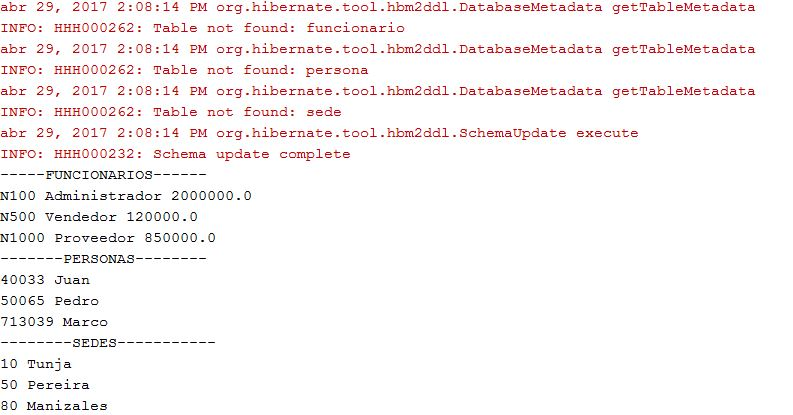 abr 29, 2017 2:08:14 PM org.hibernate.tool.hbm2ddl.DatabaseMetadata getTableMetadata
INFO: HHH000262: Table not found: funcionario
abr 29, 2017 2:08:14 PM org.hibernate.tool.hbm2ddl.DatabaseMetadata getTableMetadata
INFO: HHH000262: Table not found: persona
abr 29, 2017 2:08:14 PM org.hibernate.tool.hbm2ddl.DatabaseMetadata getTableMetadata
INFO: HHH000262: Table not found: sede
abr 29, 2017 2:08:14 PM org.hibernate.tool.hbm2ddl.SchemaUpdate execute
INFO: HHH000232: Schema update complete
-----FUNCIONARIOS------
N100 Administrador 2000000.0
N500 Vendedor 120000.0
N1000 Proveedor 850000.0
-------PERSONAS--------
40033 Juan
50065 Pedro
713039 Marco
--------SEDES-----------
10 Tunja
50 Pereira
80 Manizales